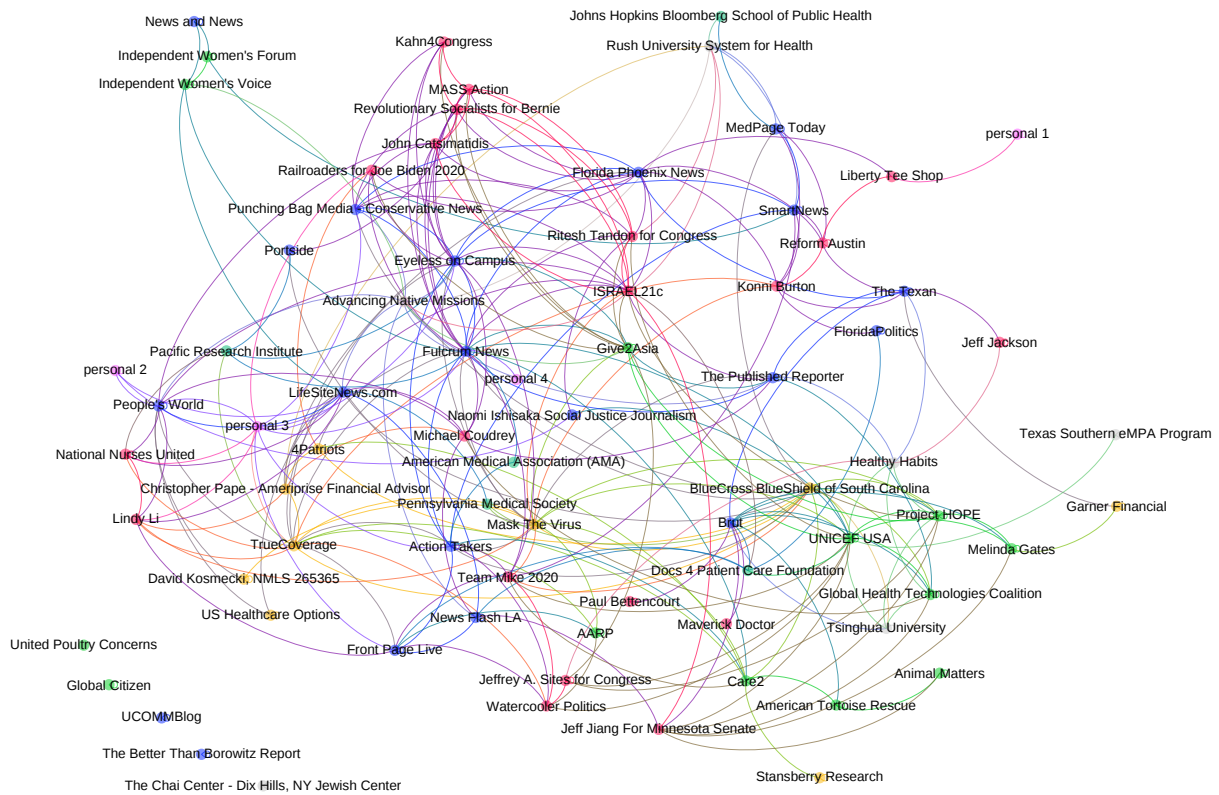 Johns Hopkins Bloomberg School of Public Health
News and News
Kahn4Congress
Rush University System for Health
Independent Women's Forum
Independent Women's Voice
MASS Action
Revolutionary Socialists for Bernie
MedPage Today
personal 1
John Catsimatidis
Railroaders for Joe Biden 2020
Florida Phoenix News
Liberty Tee Shop
Punching Bag Media - Conservative News
SmartNews
Ritesh Tandon for Congress
Reform Austin
Portside
Eyeless on Campus
Advancing Native Missions
ISRAEL21c
Konni Burton
The Texan
FloridaPolitics
Jeff Jackson
Pacific Research Institute
Fulcrum News
Give2Asia
personal 2
personal 4
The Published Reporter
LifeSiteNews.com
People's World
Naomi Ishisaka Social Justice Journalism
personal 3
Michael Coudrey
Texas Southern eMPA Program
National Nurses United
4Patriots
American Medical Association (AMA)
Healthy Habits
Christopher Pape - Ameriprise Financial Advisor
BlueCross BlueShield of South Carolina
Pennsylvania Medical Society
Garner Financial
Lindy Li
Mask The Virus
Brut
Project HOPE
TrueCoverage
Action Takers
UNICEF USA
Melinda Gates
David Kosmecki, NMLS 265365
Team Mike 2020
Docs 4 Patient Care Foundation
Global Health Technologies Coalition
US Healthcare Options
Paul Bettencourt
News Flash LA
Maverick Doctor
Tsinghua University
AARP
United Poultry Concerns
Front Page Live
Jeffrey A. Sites for Congress
Care2
Animal Matters
Global Citizen
Watercooler Politics
American Tortoise Rescue
UCOMMBlog
Jeff Jiang For Minnesota Senate
The Better Than Borowitz Report
Stansberry Research
The Chai Center - Dix Hills, NY Jewish Center